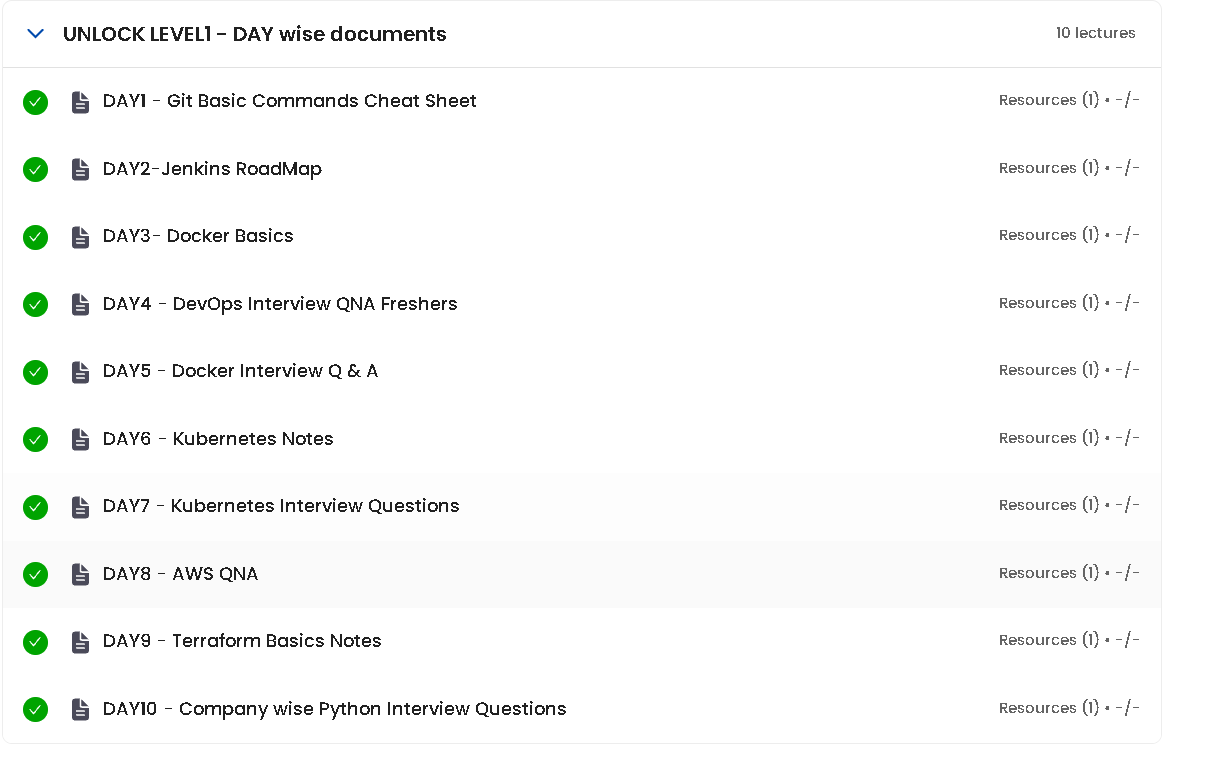 UNLOCK LEVEL1 - DAY wise documents 10 lectures
DAY1 - Git Basic Commands Cheat Sheet Resources (1) • -/-
DAY2-Jenkins RoadMap Resources (1) • -/-
DAY3- Docker Basics Resources (1) • -/-
DAY4 - DevOps Interview QNA Freshers Resources (1) • -/-
DAY5 - Docker Interview Q & A Resources (1) • -/-
DAY6 - Kubernetes Notes Resources (1) • -/-
DAY7 - Kubernetes Interview Questions Resources (1) • -/-
DAY8 - AWS QNA Resources (1) • -/-
DAY9 - Terraform Basics Notes Resources (1) • -/-
DAY10 - Company wise Python Interview Questions Resources (1) • -/-